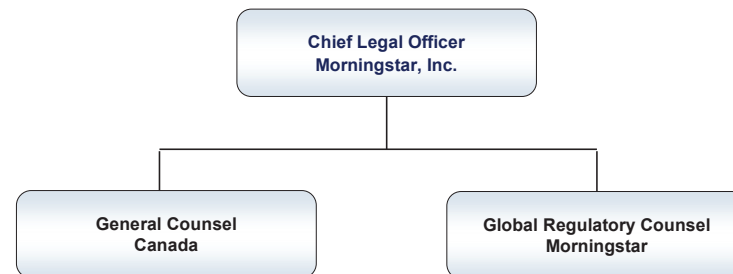 Chief Legal Officer
Morningstar, Inc.
General Counsel
Canada
Global Regulatory Counsel
Morningstar